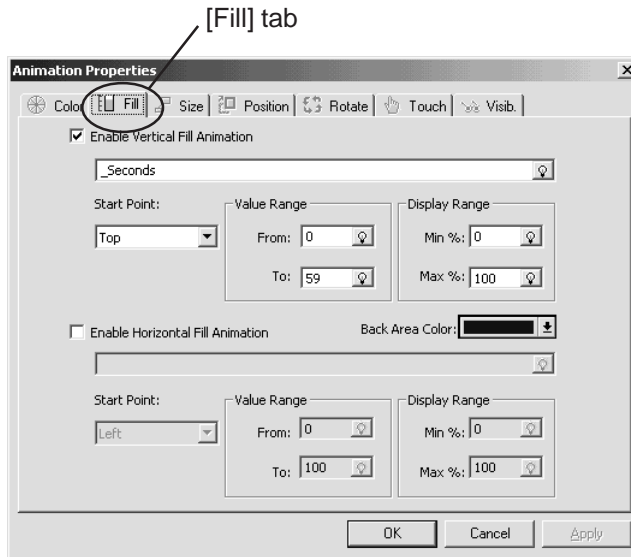 [Fill] tab
Animation Properties
Color Fill Size Position Rotate Touch Visib.
Enable Vertical Fill Animation
_Seconds
Start Point: Value Range Display Range
Top From: 0 Min %: 0
To: 59 Max %: 100
Enable Horizontal Fill Animation Back Area Color:
Start Point: Value Range Display Range
Left From: 0 Min %: 0
To: 100 Max %: 100
OK Cancel Apply